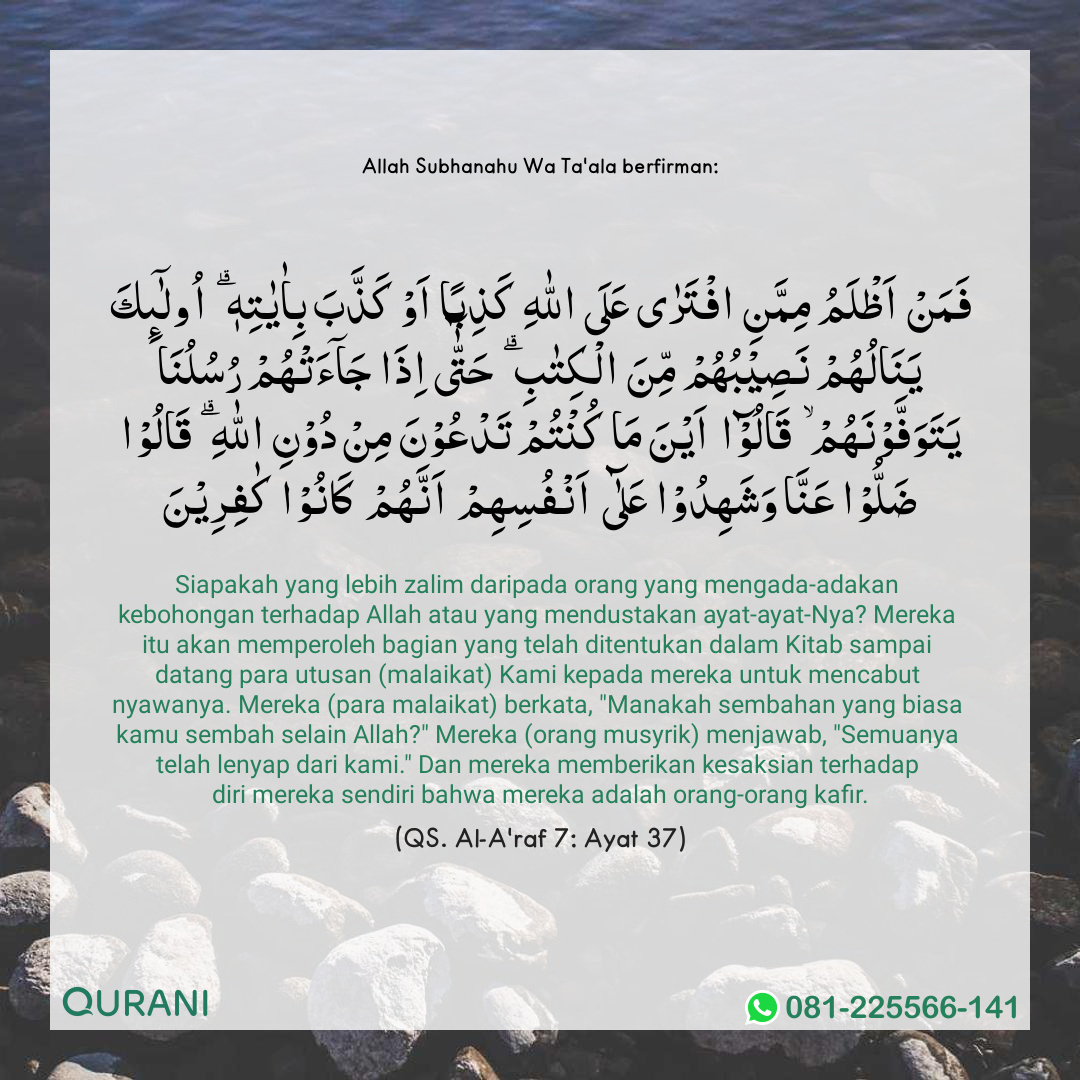 Allah Subhanahu Wa Ta'ala berfirman:
فَمَنْ اَظْلَمُ مِمَّنِ افْتَرٰى عَلَى اللّٰهِ كَذِبًا اَوْ كَذَّبَ بِاٰيٰتِهٖ ۗ اُولٰۤىِٕكَ
يَنَالُهُمْ نَصِيْبُهُمْ مِّنَ الْكِتٰبِ ۗ حَتّٰٓى اِذَا جَاۤءَتْهُمْ رُسُلُنَا
يَتَوَفَّوْنَهُمْ ۙ قَالُوْٓا اَيْنَ مَا كُنْتُمْ تَدْعُوْنَ مِنْ دُوْنِ اللّٰهِ ۗ قَالُوْا
ضَلُّوْا عَنَّا وَشَهِدُوْا عَلٰٓى اَنْفُسِهِمْ اَنَّهُمْ كَانُوْا كٰفِرِيْنَ
Siapakah yang lebih zalim daripada orang yang mengada-adakan
kebohongan terhadap Allah atau yang mendustakan ayat-ayat-Nya? Mereka
itu akan memperoleh bagian yang telah ditentukan dalam Kitab sampai
datang para utusan (malaikat) Kami kepada mereka untuk mencabut
nyawanya. Mereka (para malaikat) berkata, "Manakah sembahan yang biasa
kamu sembah selain Allah?" Mereka (orang musyrik) menjawab, "Semuanya
telah lenyap dari kami." Dan mereka memberikan kesaksian terhadap
diri mereka sendiri bahwa mereka adalah orang-orang kafir.
(QS. Al-A'raf 7: Ayat 37)
QURANI
081-225566-141